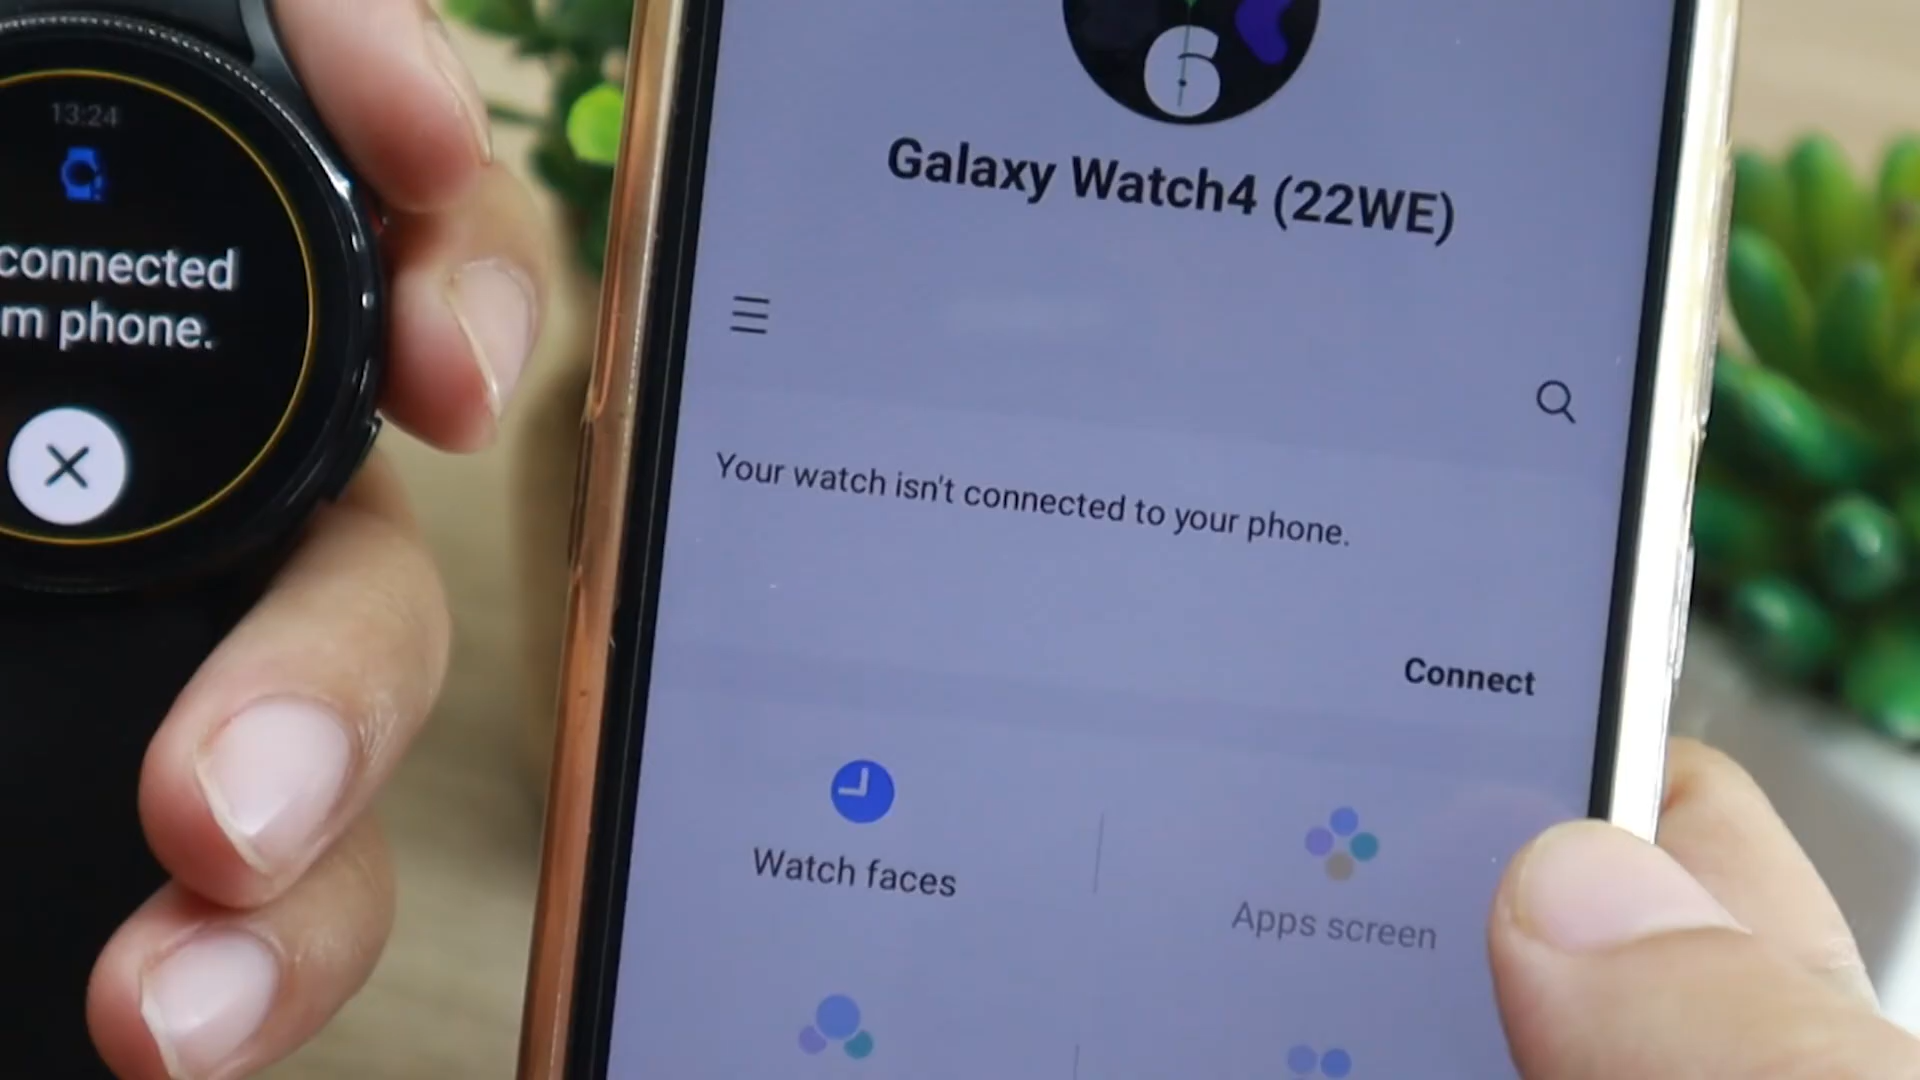 13:24
connected
m phone.
6
Galaxy Watch4 (22WE)
Your watch isn't connected to your phone.
Connect
Watch faces
Apps screen